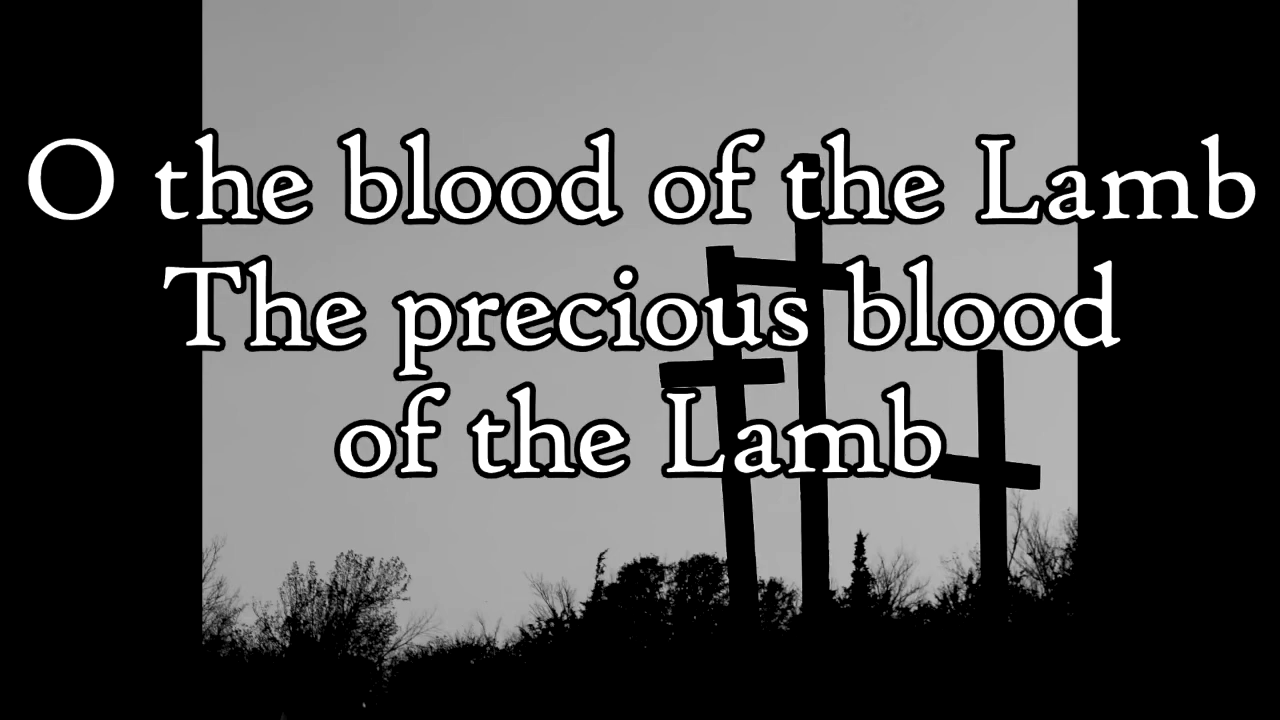 O the blood of the Lamb
The precious blood
of the Lamb